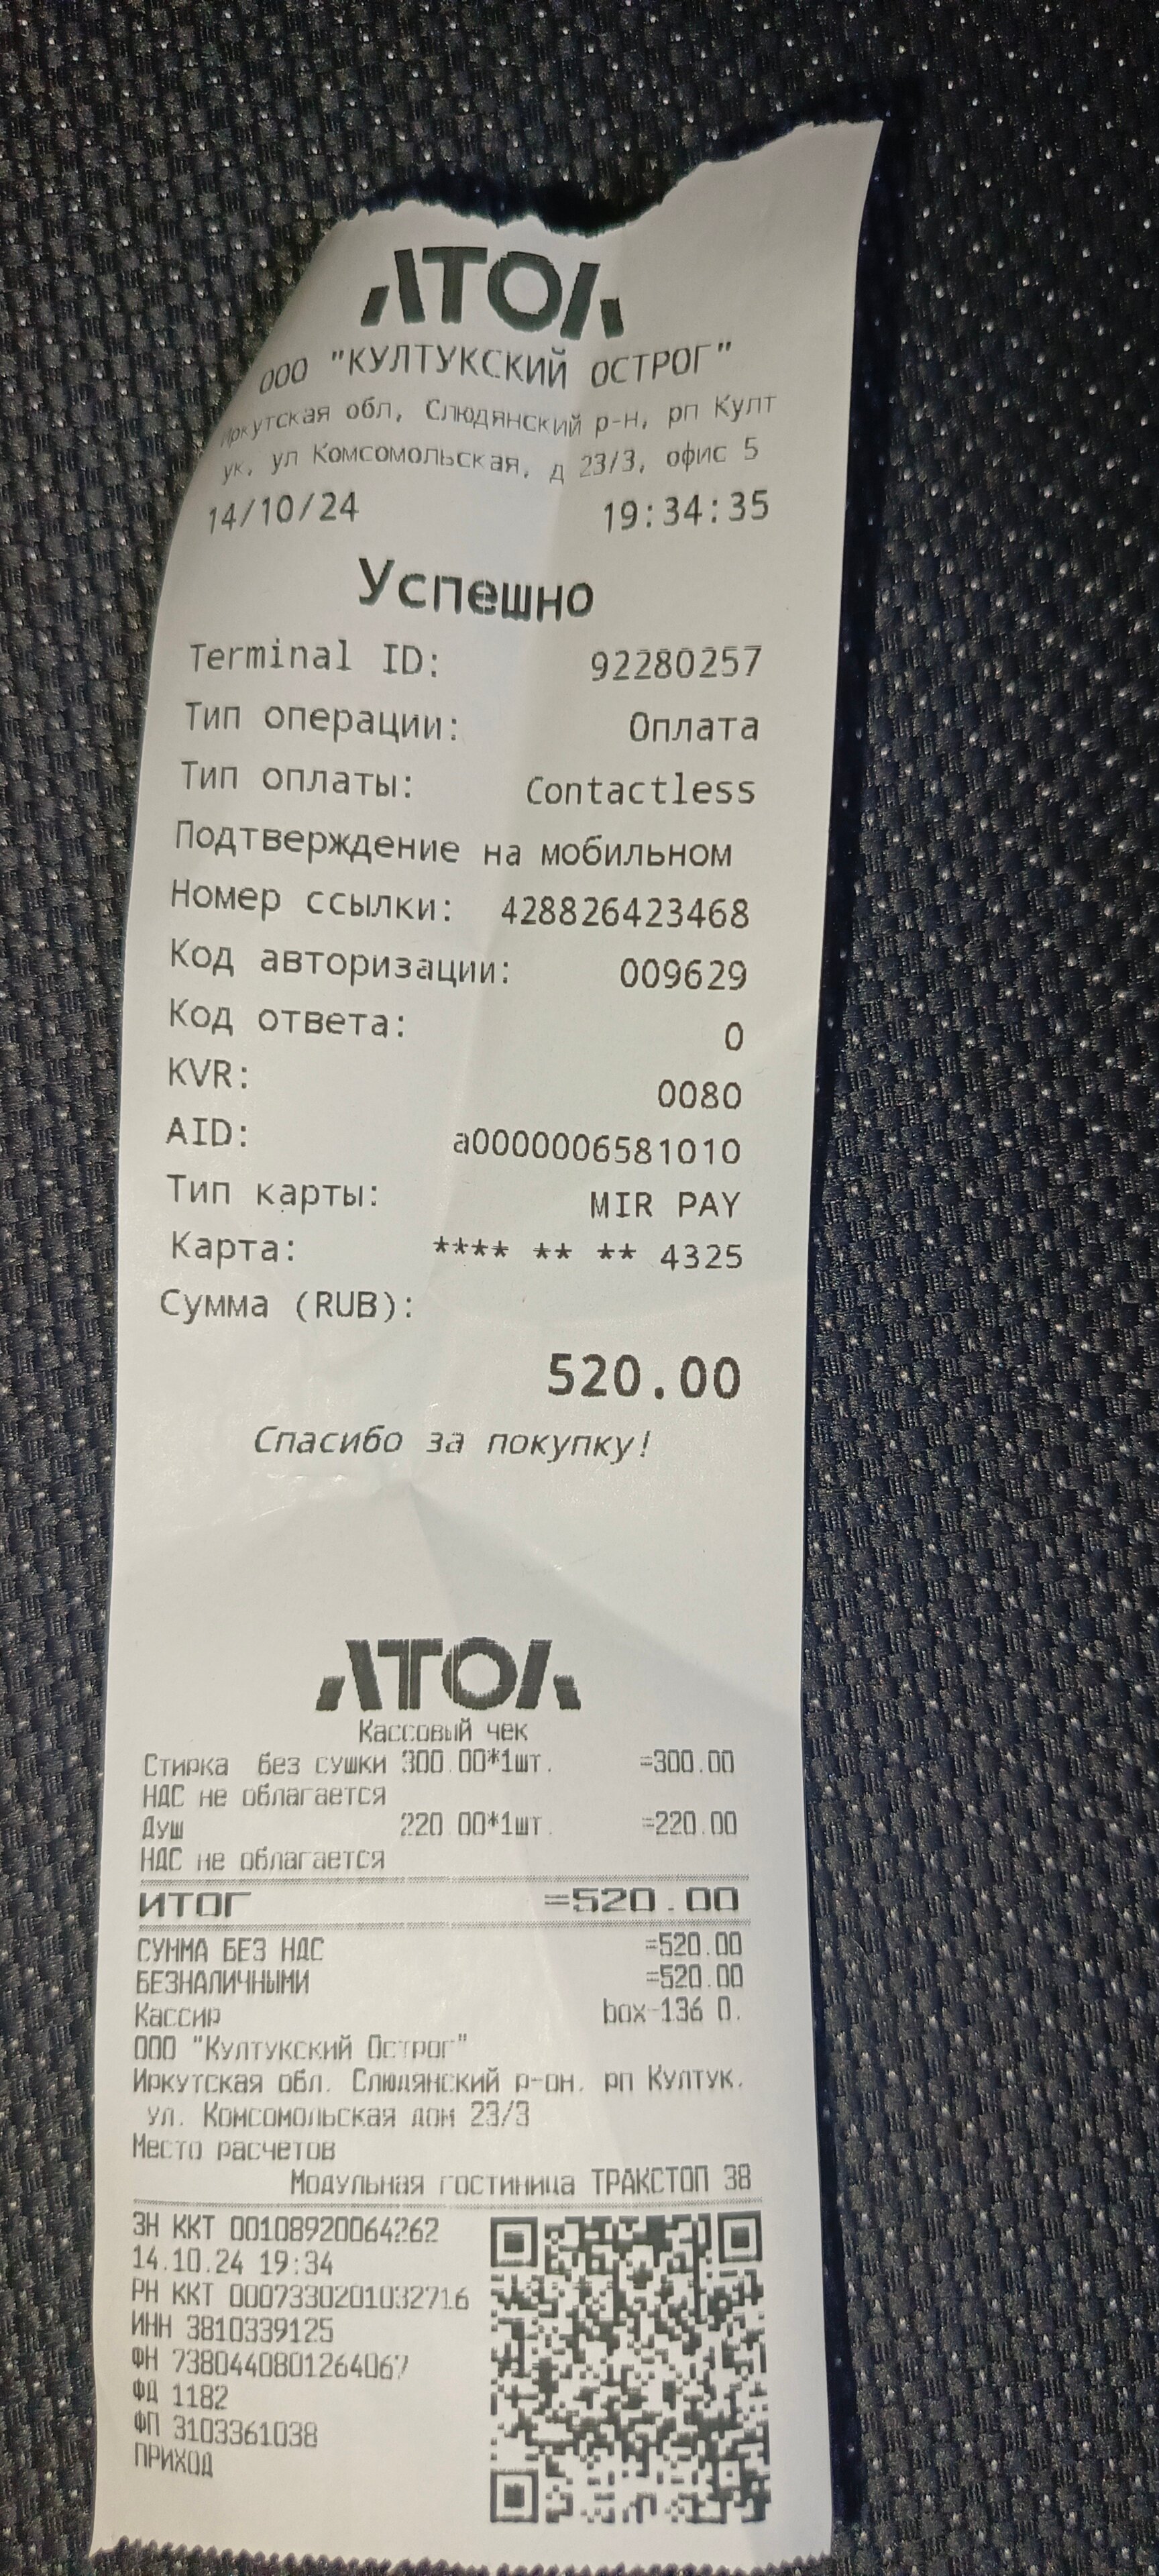 АТОЛ
ООО "КУЛТУКСКИЙ ОСТРОГ"
Иркутская обл, Слюдянский р-н, рп Култ
ук, ул Комсомольская, д 23/3, офис 5
14/10/24 19:34:35
Успешно
Terminal ID: 92280257
Тип операции: Оплата
Тип оплаты: Contactless
Подтверждение на мобильном
Номер ссылки: 428826423468
Код авторизации: 009629
Код ответа: 0
KVR: 0080
AID: a0000006581010
Тип карты: MIR PAY
Карта: **** ** ** 4325
Сумма (RUB):
520.00
Спасибо за покупку!
АТОЛ
Кассовый чек
Стирка без сушки 300.00*1шт. =300.00
НДС не облагается
Душ 220.00*1шт. =220.00
НДС не облагается
ИТОГ =520.00
СУММА БЕЗ НДС =520.00
БЕЗНАЛИЧНЫМИ =520.00
Кассир box-136 0.
ООО "Култукский Острог"
Иркутская обл. Слюдянский р-он. рп Култук.
ул. Комсомольская дом 23/3
Место расчетов
Модульная гостиница ТРАКСТОП 38
ЗН ККТ 00108920064262
14.10.24 19:34
РН ККТ 0007330201032716
ИНН 3810339125
ФН 7380440801264067
ФД 1182
ФП 3103361038
ПРИХОД